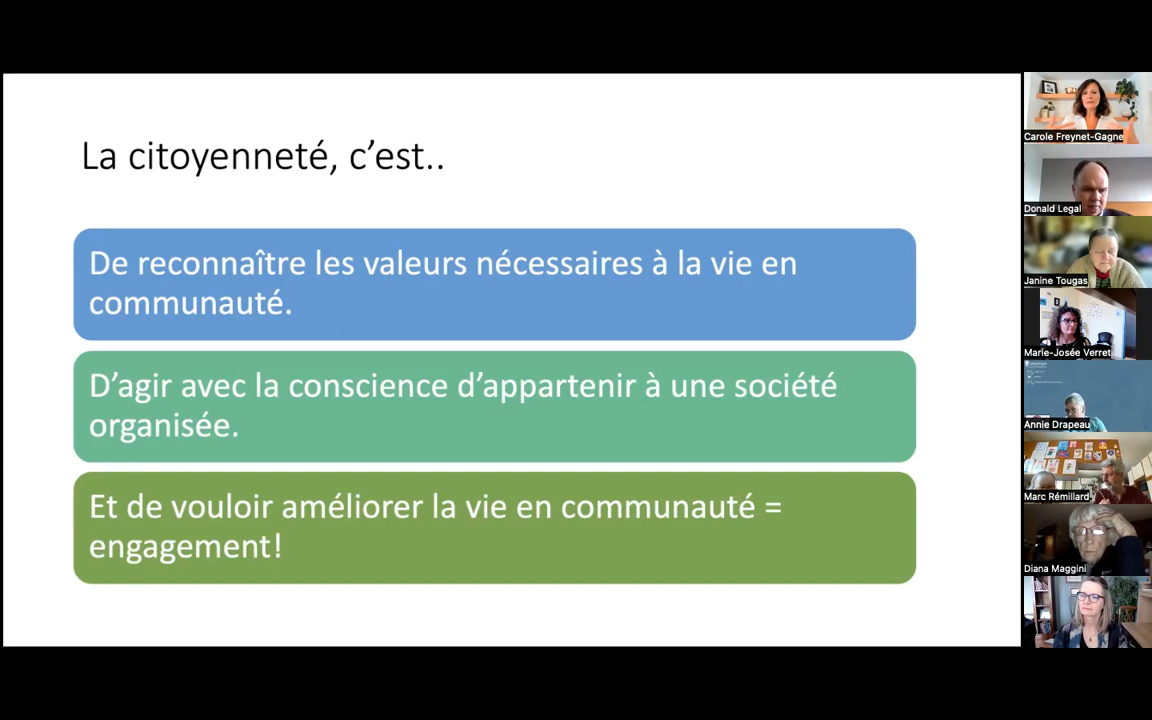 La citoyenneté, c’est..
De reconnaître les valeurs nécessaires à la vie en
communauté.
D’agir avec la conscience d’appartenir à une société
organisée.
Et de vouloir améliorer la vie en communauté =
engagement!
Carole Freynet-Gagne
Donald Legal
Janine Tougas
Marie-Josée Verret
Annie Drapeau
Marc Rémillard
Diana Maggini